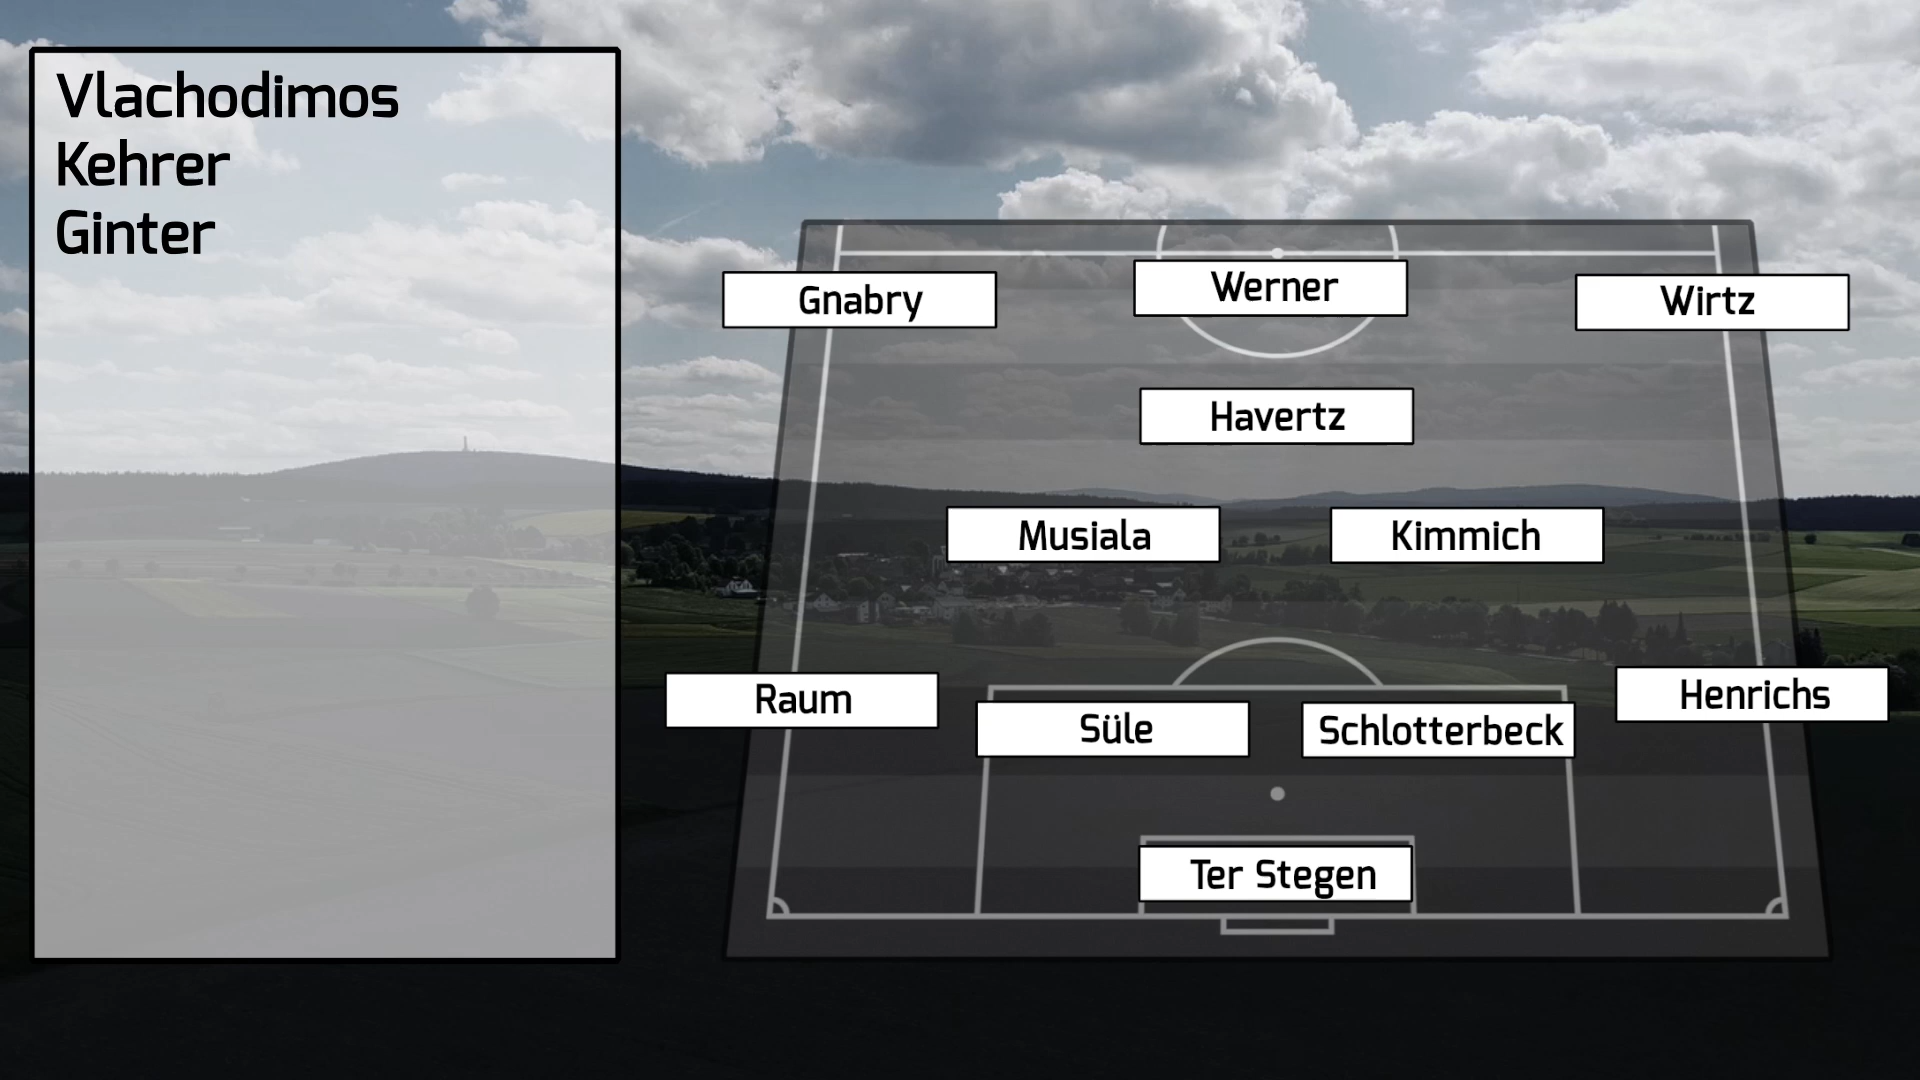 Vlachodimos
Kehrer
Ginter
Gnabry
Werner
Wirtz
Havertz
Musiala
Kimmich
Raum
Süle
Schlotterbeck
Henrichs
Ter Stegen